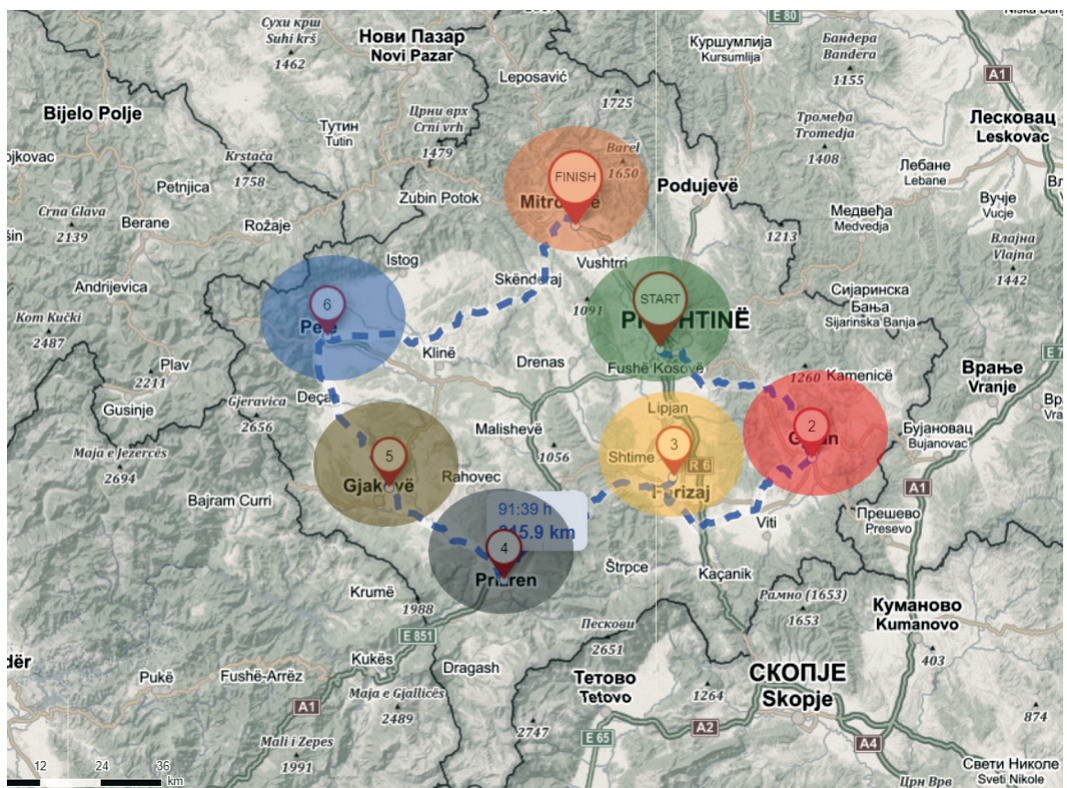 Niska Banj
Сухи крш
Suhi krš
1462
Нови Пазар
Novi Pazar
E 80
Куршумлија
Kursumlija
Бандера
Bandera
1155
A1
Leposavić
1725
Bijelo Polje
Црни врх
Crni vrh
1479
Тромеђа
Tromedja
1408
Лесковац
Leskovac
Тутин
Tutin
ојkovac
Krstača
1758
Barel
1650
FINISH
Лебане
Lebane
Petnjica
Zubin Potok
Podujevë
Вучје
Vucje
Crna Glava
2139
Berane
Rožaje
Медвеђа
Medvedja
1213
Влајна
Vlajna
1442
Istog
Vushtrri
Skënderaj
Andrijevica
6
START
1091
Сијаринска
Бања
Sijarinska Banja
Kom Kučki
2487
Klinë
Drenas
Fushë Kosovë
E 7
Plav
2211
1260
Kamenicë
Врање
Vranje
Gusinje
Gjeravica
2656
Deçan
Lipjan
2
Malishevë
3
Бујановац
Bujanovac
Maja e Jezercës
2694
5
1056
Shtime
R 6
Gjakovë
Rahovec
Ferizaj
A1
Bajram Curri
91:39 h
Viti
Прешево
Presevo
4
Prizren
Štrpce
Kaçanik
Krumë
1988
Рамно (1653)
1653
Пескови
2651
Куманово
Kumanovo
E 851
Kukës
Dragash
403
Pukë
Fushë-Arrëz
Тетово
Tetovo
СКОПЈЕ
Skopje
1264
Maja e Gjallicës
2489
A1
874
2747
E 65
A2
A4
Mali i Zepes
1991
12
24
36
km
Свети Николе
Sveti Nikole
Црн Врв